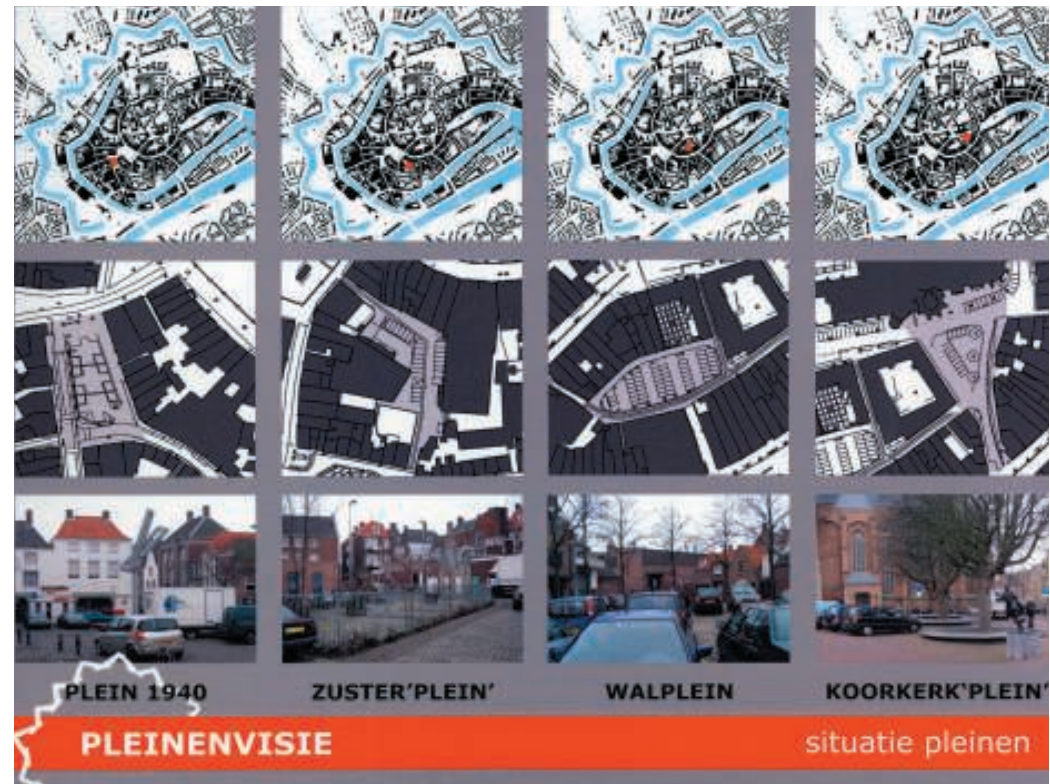 PLEIN 1940
ZUSTER'PLEIN'
WALPLEIN
KOORKERK'PLEIN'
PLEINENVISIE
situatie pleinen